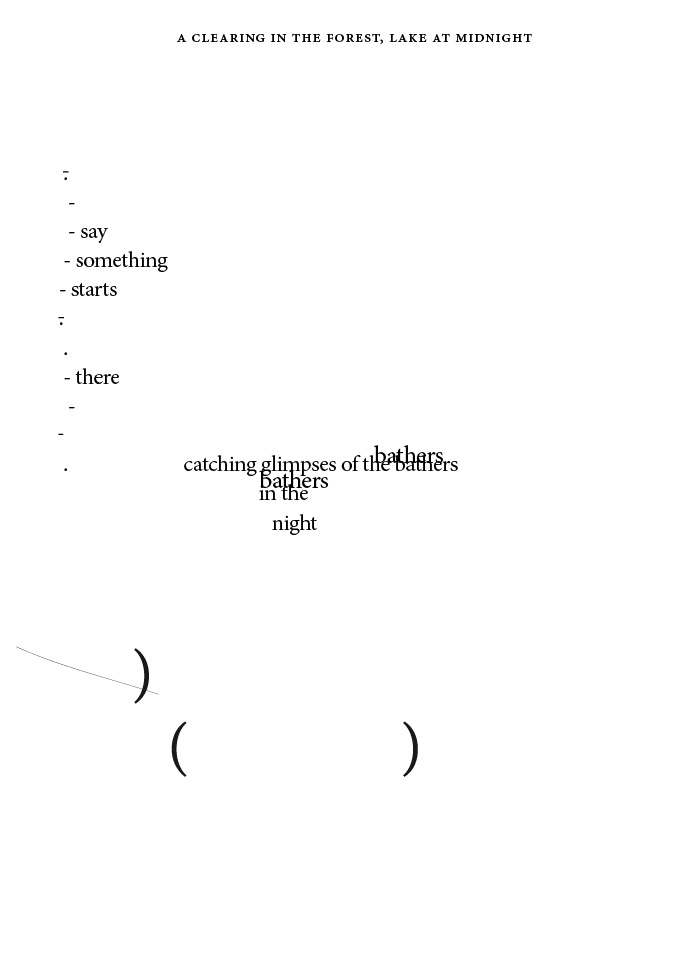 A CLEARING IN THE FOREST, LAKE AT MIDNIGHT
-.
-
- say
- something
- starts
-.
.
- there
-
-
bathers
. catching glimpses of the bathers
bathers
in the
night
)
( )